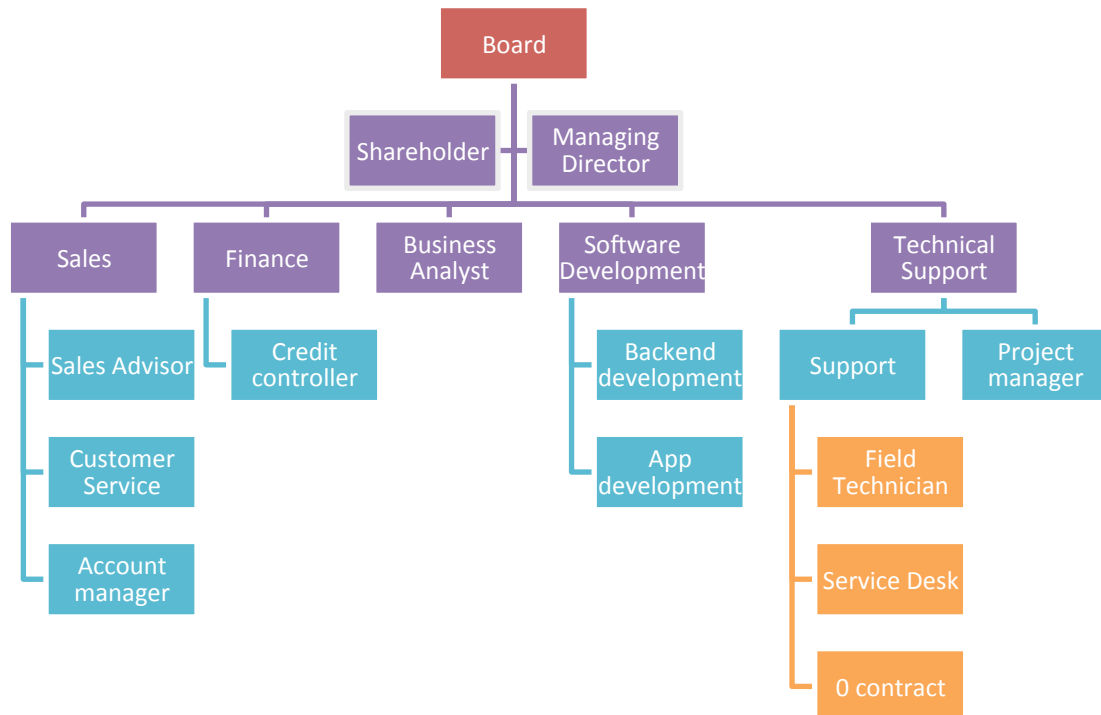 Board
Shareholder
Managing
Director
Sales
Finance
Business
Analyst
Software
Development
Technical
Support
Sales Advisor
Credit
controller
Backend
development
Support
Project
manager
Customer
Service
App
development
Field
Technician
Account
manager
Service Desk
0 contract